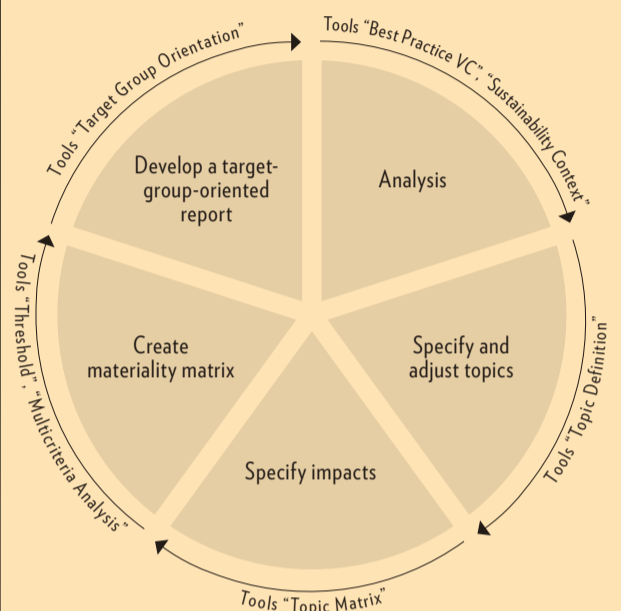 Tools “Target Group Orientation”
Tools “Best Practice VC”, “Sustainability Context”
Develop a target-
group-oriented
report
Analysis
Create
materiality matrix
Specify and
adjust topics
Specify impacts
Tools “Threshold”, “Multicriteria Analysis”
Tools “Topic Definition”
Tools “Topic Matrix”